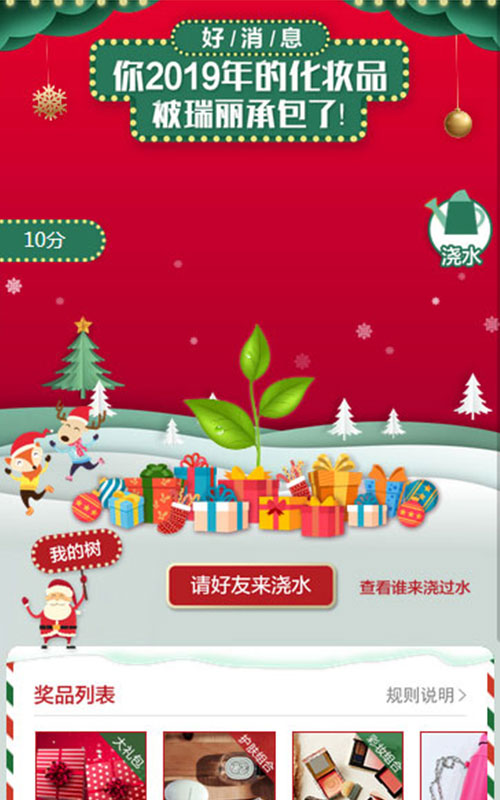 好/消/息
你2019年的化妆品
被瑞丽承包了!
10分
浇水
我的树
请好友来浇水
查看谁来浇过水
奖品列表
规则说明>
大礼包
护肤组合
彩妆组合